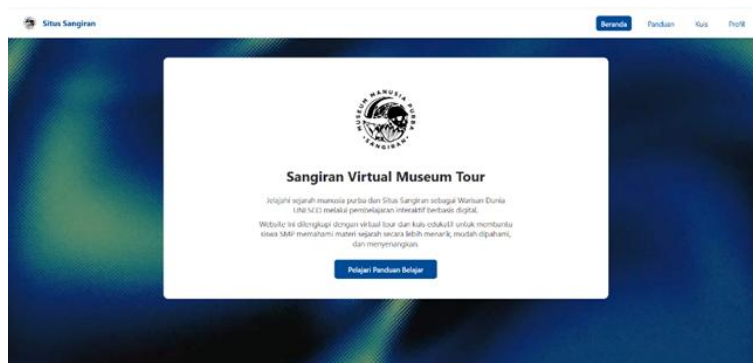 Situs Sangiran
Beranda Panduan Kuis Profil
MUSEUM MANUSIA PURBA
SANGIRAN
Sangiran Virtual Museum Tour
Jelajahi sejarah manusia purba dan Situs Sangiran sebagai Warisan Dunia
UNESCO melalui pembelajaran interaktif berbasis digital.
Website ini dilengkapi dengan virtual tour dan kuis edukatif untuk membantu
siswa SMP memahami materi sejarah secara lebih menarik, mudah dipahami,
dan menyenangkan.
Pelajari Panduan Belajar